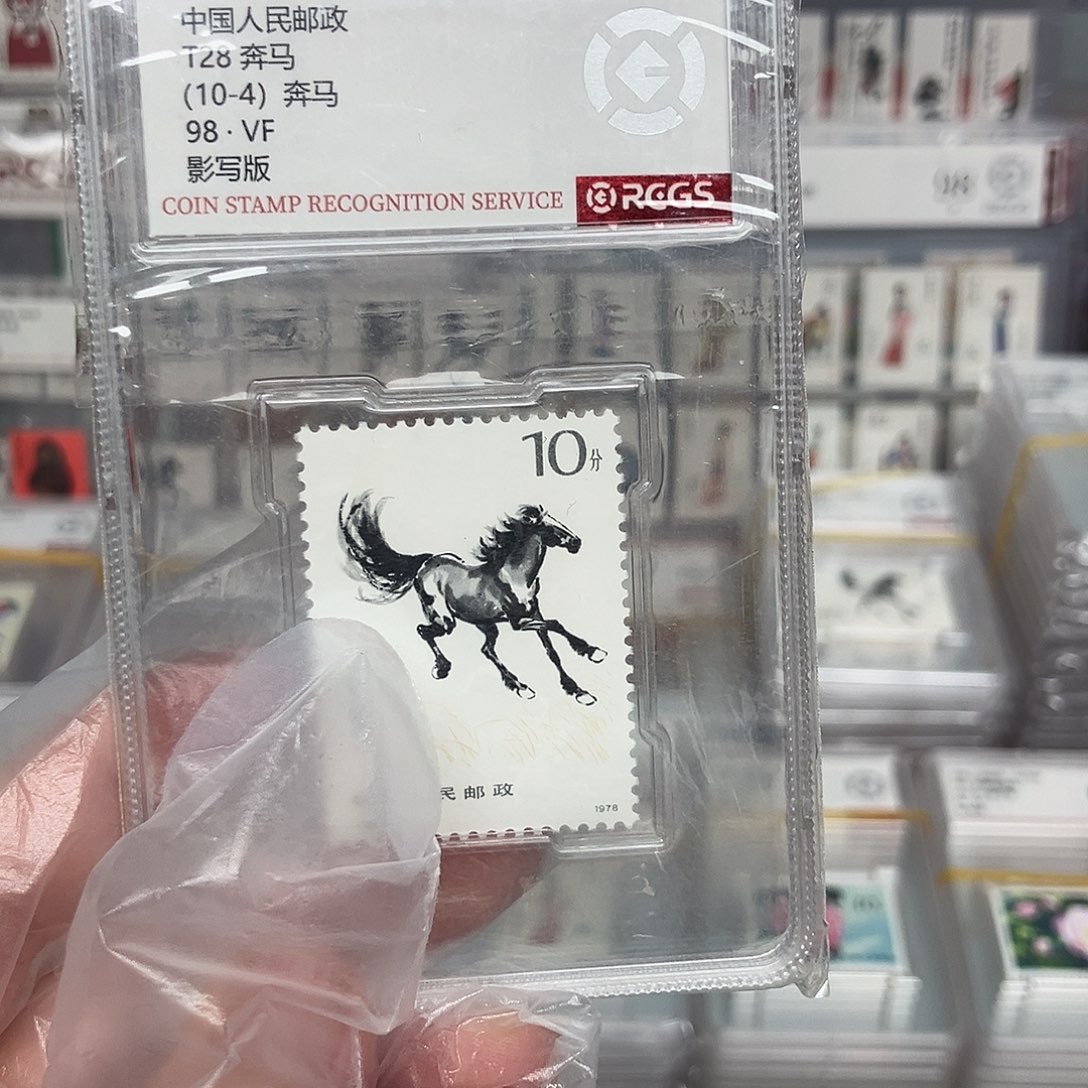 中国人民邮政
T28 奔马
(10-4) 奔马
98 · VF
影写版
COIN STAMP RECOGNITION SERVICE
RCGS
10分
民邮政
1978